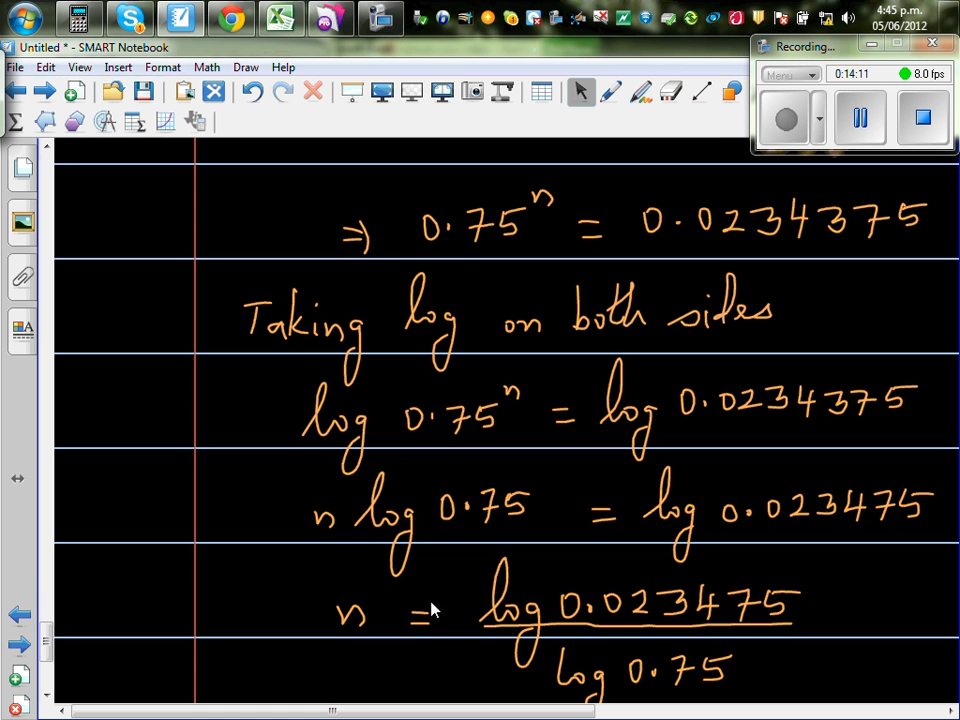 4:45 p.m.
05/06/2012
Untitled * - SMART Notebook
Recording...
File Edit View Insert Format Math Draw Help
Menu 0:14:11 8.0 fps
⇒ 0.75ⁿ = 0.0234375
Taking log on both sides
log 0.75ⁿ = log 0.0234375
n log 0.75 = log 0.023475
n = log 0.023475
log 0.75